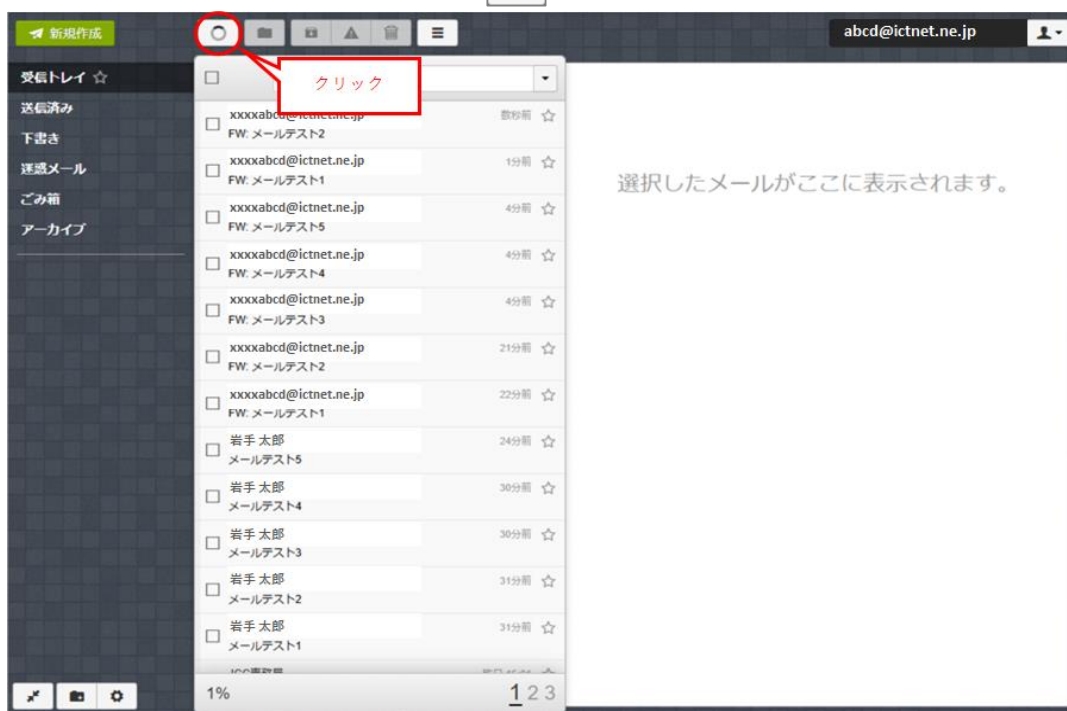 新規作成
abcd@ictnet.ne.jp
受信トレイ
クリック
送信済み
下書き
迷惑メール
ごみ箱
アーカイブ
xxxxabcd@ictnet.ne.jp 数秒前
FW: メールテスト2
xxxxabcd@ictnet.ne.jp 1分前
FW: メールテスト1
xxxxabcd@ictnet.ne.jp 4分前
FW: メールテスト5
xxxxabcd@ictnet.ne.jp 4分前
FW: メールテスト4
xxxxabcd@ictnet.ne.jp 4分前
FW: メールテスト3
xxxxabcd@ictnet.ne.jp 21分前
FW: メールテスト2
xxxxabcd@ictnet.ne.jp 22分前
FW: メールテスト1
岩手 太郎 24分前
メールテスト5
岩手 太郎 30分前
メールテスト4
岩手 太郎 30分前
メールテスト3
岩手 太郎 31分前
メールテスト2
岩手 太郎 31分前
メールテスト1
1% 1 2 3
選択したメールがここに表示されます。